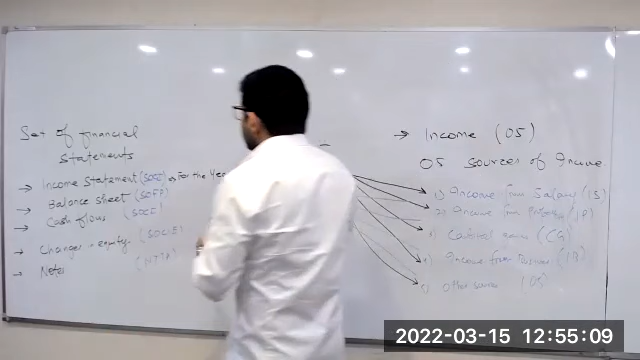 Set of financial
Statements
→ Income Statement (SOPL) → For the Year
→ Balance sheet (SOFP)
→ Cash flows (SOCF)
→ Changes in equity (SOCIE)
→ Notes
→ Income (05)
05 sources of Income
1) Income from Salary (IS)
2) Income from Property (IP)
3) Capital gains (CG)
Income from Business (IB)
5) Other sources (OS)
2022-03-15 12:55:09